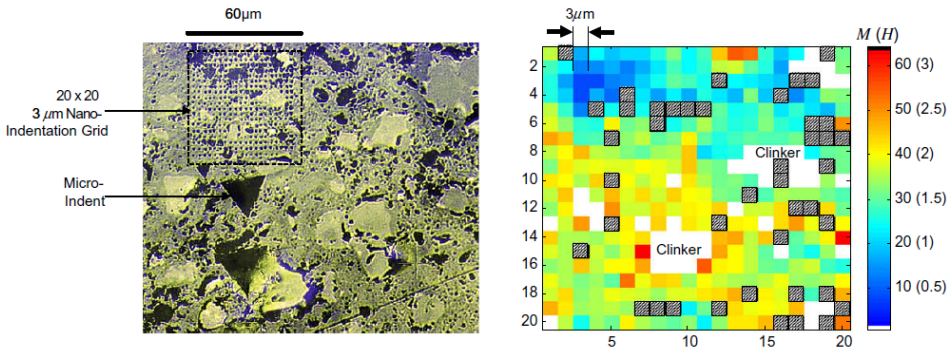 60μm
20 x 20
3 μm Nano-
Indentation Grid
Micro-
Indent
3μm
M (H)
2
4
6
8
10
12
14
16
18
20
5
10
15
20
Clinker
Clinker
60 (3)
50 (2.5)
40 (2)
30 (1.5)
20 (1)
10 (0.5)